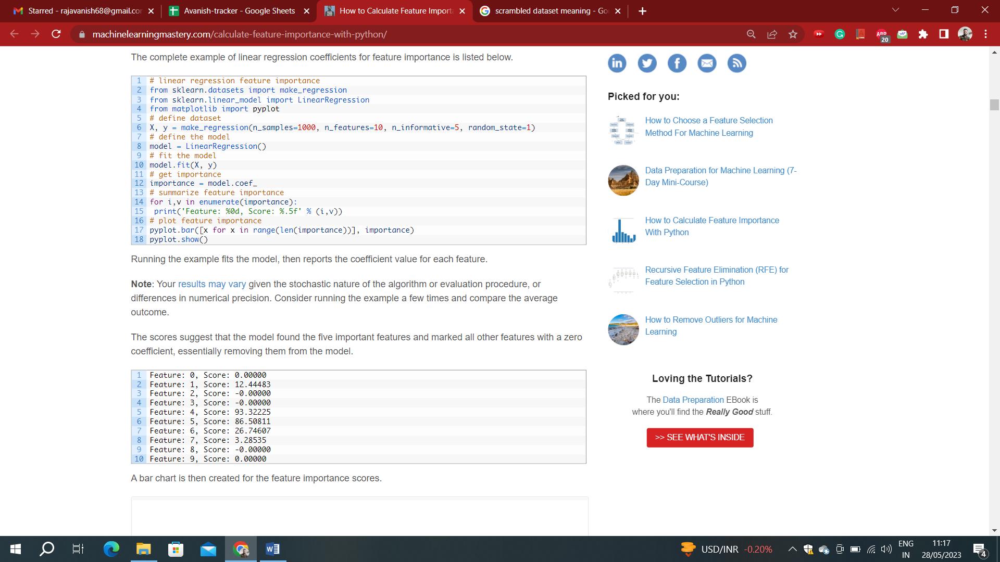 Starred - rajavanish68@gmail.co
Avanish-tracker - Google Sheets
How to Calculate Feature Import
scrambled dataset meaning - Go
machinelearningmastery.com/calculate-feature-importance-with-python/
ABP
20
The complete example of linear regression coefficients for feature importance is listed below.
1 # linear regression feature importance
2 from sklearn.datasets import make_regression
3 from sklearn.linear_model import LinearRegression
4 from matplotlib import pyplot
5 # define dataset
6 X, y = make_regression(n_samples=1000, n_features=10, n_informative=5, random_state=1)
7 # define the model
8 model = LinearRegression()
9 # fit the model
10 model.fit(X, y)
11 # get importance
12 importance = model.coef_
13 # summarize feature importance
14 for i,v in enumerate(importance):
15 print('Feature: %0d, Score: %.5f' % (i,v))
16 # plot feature importance
17 pyplot.bar([x for x in range(len(importance))], importance)
18 pyplot.show()
Running the example fits the model, then reports the coefficient value for each feature.
Note: Your results may vary given the stochastic nature of the algorithm or evaluation procedure, or
differences in numerical precision. Consider running the example a few times and compare the average
outcome.
The scores suggest that the model found the five important features and marked all other features with a zero
coefficient, essentially removing them from the model.
1 Feature: 0, Score: 0.00000
2 Feature: 1, Score: 12.44483
3 Feature: 2, Score: -0.00000
4 Feature: 3, Score: -0.00000
5 Feature: 4, Score: 93.32225
6 Feature: 5, Score: 86.50811
7 Feature: 6, Score: 26.74607
8 Feature: 7, Score: 3.28535
9 Feature: 8, Score: -0.00000
10 Feature: 9, Score: 0.00000
A bar chart is then created for the feature importance scores.
Picked for you:
How to Choose a Feature Selection
Method For Machine Learning
Data Preparation for Machine Learning (7-
Day Mini-Course)
How to Calculate Feature Importance
With Python
Recursive Feature Elimination (RFE) for
Feature Selection in Python
How to Remove Outliers for Machine
Learning
Loving the Tutorials?
The Data Preparation EBook is
where you'll find the Really Good stuff.
>> SEE WHAT'S INSIDE
USD/INR -0.20%
ENG
IN
11:17
28/05/2023
4